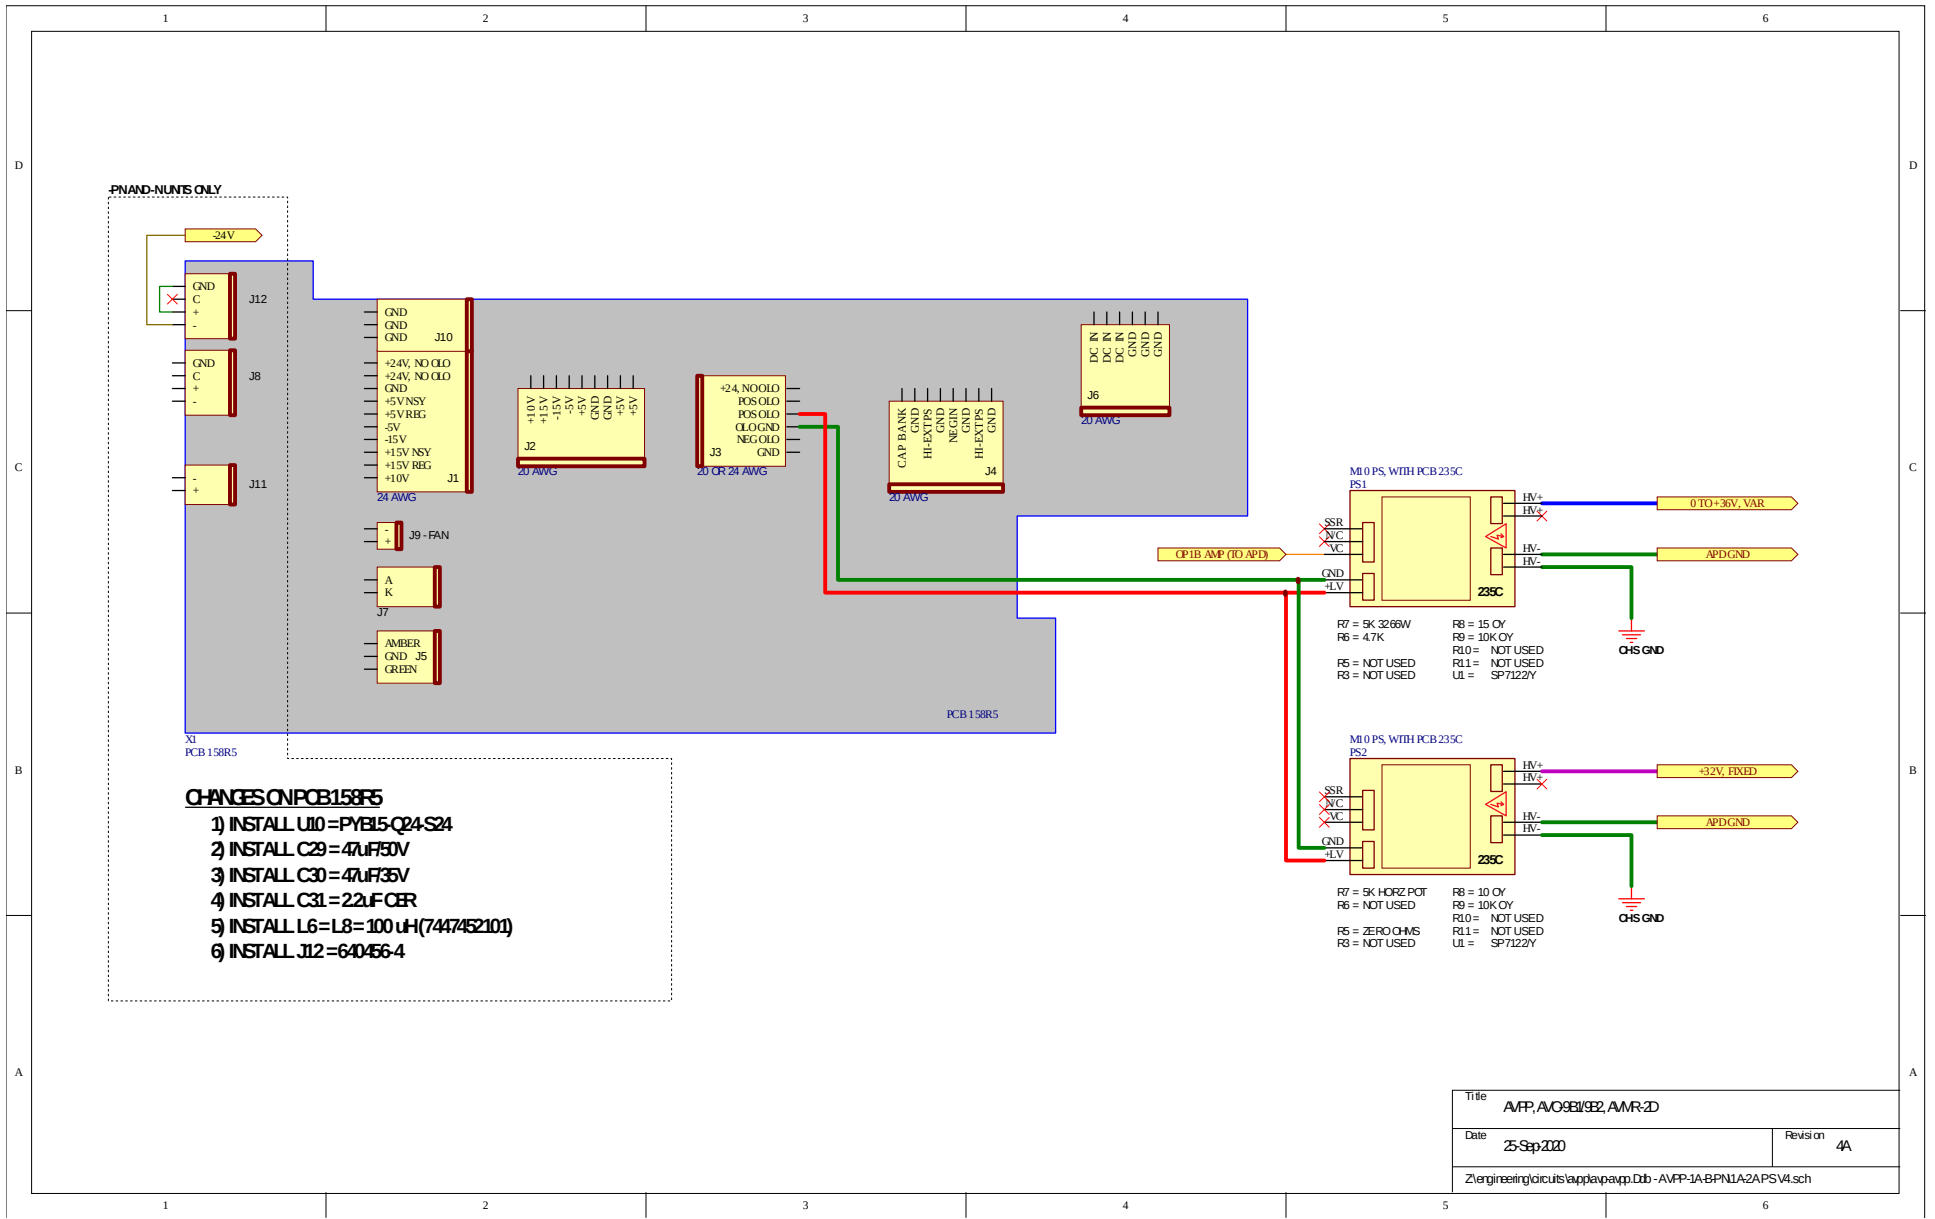 1 2 3 4 5 6
D D
-PN AND -N UNITS ONLY
-24V
GND
C
+
-
J12
GND
C
+
-
J8
-
+
J11
GND
GND
GND
J10
+24V, NO OLO
+24V, NO OLO
GND
+5V NSY
+5V REG
-5V
-15V
+15V NSY
+15V REG
+10V
J1
24 AWG
+10V
+15V
-15V
-5V
+5V
GND
GND
+5V
+5V
J2
20 AWG
+24, NO OLO
POS OLO
POS OLO
OLO GND
NEG OLO
GND
J3
20 OR 24 AWG
CAP BANK
GND
HI-EXTPS
GND
NEGIN
GND
HI-EXTPS
GND
J4
20 AWG
DC IN
DC IN
DC IN
GND
GND
GND
J6
20 AWG
C C
-
+
J9 - FAN
A
K
J7
AMBER
GND
GREEN
J5
PCB 158R5
X1
PCB 158R5
M10 PS, WITH PCB 235C
PS1
SSR
N/C
VC
GND
+LV
HV+
HV+
HV-
HV-
235C
OP1B AMP (TO APD)
0 TO +36V, VAR
APD GND
CHS GND
R7 = 5K 3266W
R6 = 4.7K
R5 = NOT USED
R3 = NOT USED
R8 = 15 OY
R9 = 10K OY
R10 = NOT USED
R11 = NOT USED
U1 = SP7122/Y
M10 PS, WITH PCB 235C
PS2
SSR
N/C
VC
GND
+LV
HV+
HV+
HV-
HV-
235C
+32V, FIXED
APD GND
CHS GND
R7 = 5K HORZ POT
R6 = NOT USED
R5 = ZERO OHMS
R3 = NOT USED
R8 = 10 OY
R9 = 10K OY
R10 = NOT USED
R11 = NOT USED
U1 = SP7122/Y
B B
CHANGES ON PCB158R5
1) INSTALL U10 = PYB15-Q24-S24
2) INSTALL C29 = 47uF/50V
3) INSTALL C30 = 47uF/35V
4) INSTALL C31 = 2.2uF CER
5) INSTALL L6 = L8 = 100 uH (7447452101)
6) INSTALL J12 = 640456-4
A A
Title
AVPP, AVO-9B1/9B2, AVMR-2D
Date
25-Sep-2020
Revision
4A
Z:\engineering\circuits\avpp\avp-avpp.Ddb - AVPP-1A-B-PN\1A-2A PS V4.sch
1 2 3 4 5 6